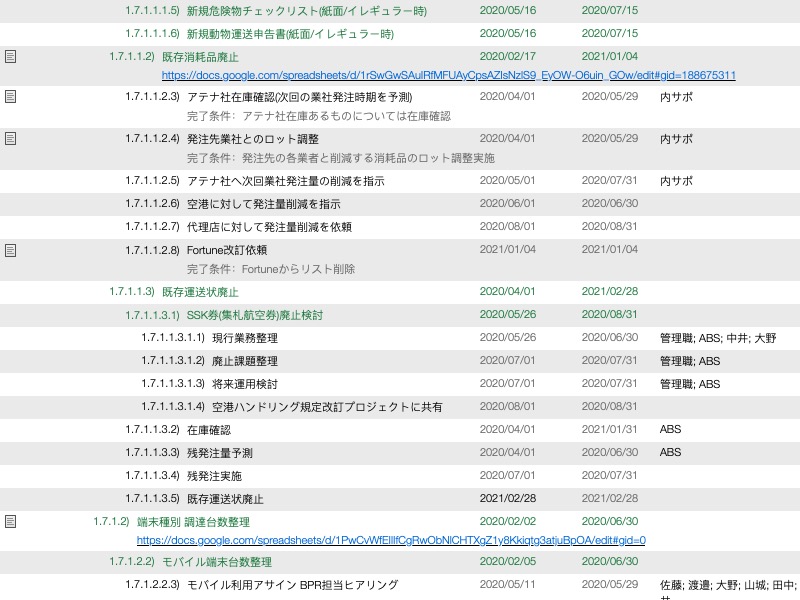 1.7.1.1.1.5) 新規危険物チェックリスト(紙面/イレギュラー時) 2020/05/16 2020/07/15
1.7.1.1.1.6) 新規動物運送申告書(紙面/イレギュラー時) 2020/05/16 2020/07/15
1.7.1.1.2) 既存消耗品廃止 2020/02/17 2021/01/04
https://docs.google.com/spreadsheets/d/1rSwGwSAulRfMFUAyCpsAZIsNzlS9_EyOW-O6uin_GOw/edit#gid=188675311
1.7.1.1.2.3) アテナ社在庫確認(次回の業社発注時期を予測) 2020/04/01 2020/05/29 内サポ
完了条件: アテナ社在庫あるものについては在庫確認
1.7.1.1.2.4) 発注先業社とのロット調整 2020/04/01 2020/05/29 内サポ
完了条件: 発注先の各業者と削減する消耗品のロット調整実施
1.7.1.1.2.5) アテナ社へ次回業社発注量の削減を指示 2020/05/01 2020/07/31 内サポ
1.7.1.1.2.6) 空港に対して発注量削減を指示 2020/06/01 2020/06/30
1.7.1.1.2.7) 代理店に対して発注量削減を依頼 2020/08/01 2020/08/31
1.7.1.1.2.8) Fortune改訂依頼 2021/01/04 2021/01/04
完了条件: Fortuneからリスト削除
1.7.1.1.3) 既存運送状廃止 2020/04/01 2021/02/28
1.7.1.1.3.1) SSK券(集札航空券)廃止検討 2020/05/26 2020/08/31
1.7.1.1.3.1.1) 現行業務整理 2020/05/26 2020/06/30 管理職; ABS; 中井; 大野
1.7.1.1.3.1.2) 廃止課題整理 2020/07/01 2020/07/31 管理職; ABS
1.7.1.1.3.1.3) 将来運用検討 2020/07/01 2020/07/31 管理職; ABS
1.7.1.1.3.1.4) 空港ハンドリング規定改訂プロジェクトに共有 2020/08/01 2020/08/31
1.7.1.1.3.2) 在庫確認 2020/04/01 2021/01/31 ABS
1.7.1.1.3.3) 残発注量予測 2020/04/01 2020/06/30 ABS
1.7.1.1.3.4) 残発注実施 2020/07/01 2020/07/31
1.7.1.1.3.5) 既存運送状廃止 2021/02/28 2021/02/28
1.7.1.2) 端末種別 調達台数整理 2020/02/02 2020/06/30
https://docs.google.com/spreadsheets/d/1PwCvWfEIlIfCgRwObNlCHTXgZ1y8Kkiqtg3atjuBpOA/edit#gid=0
1.7.1.2.2) モバイル端末台数整理 2020/02/05 2020/06/30
1.7.1.2.2.3) モバイル利用アサイン BPR担当ヒアリング 2020/05/11 2020/05/29 佐藤; 渡邉; 大野; 山城; 田中;